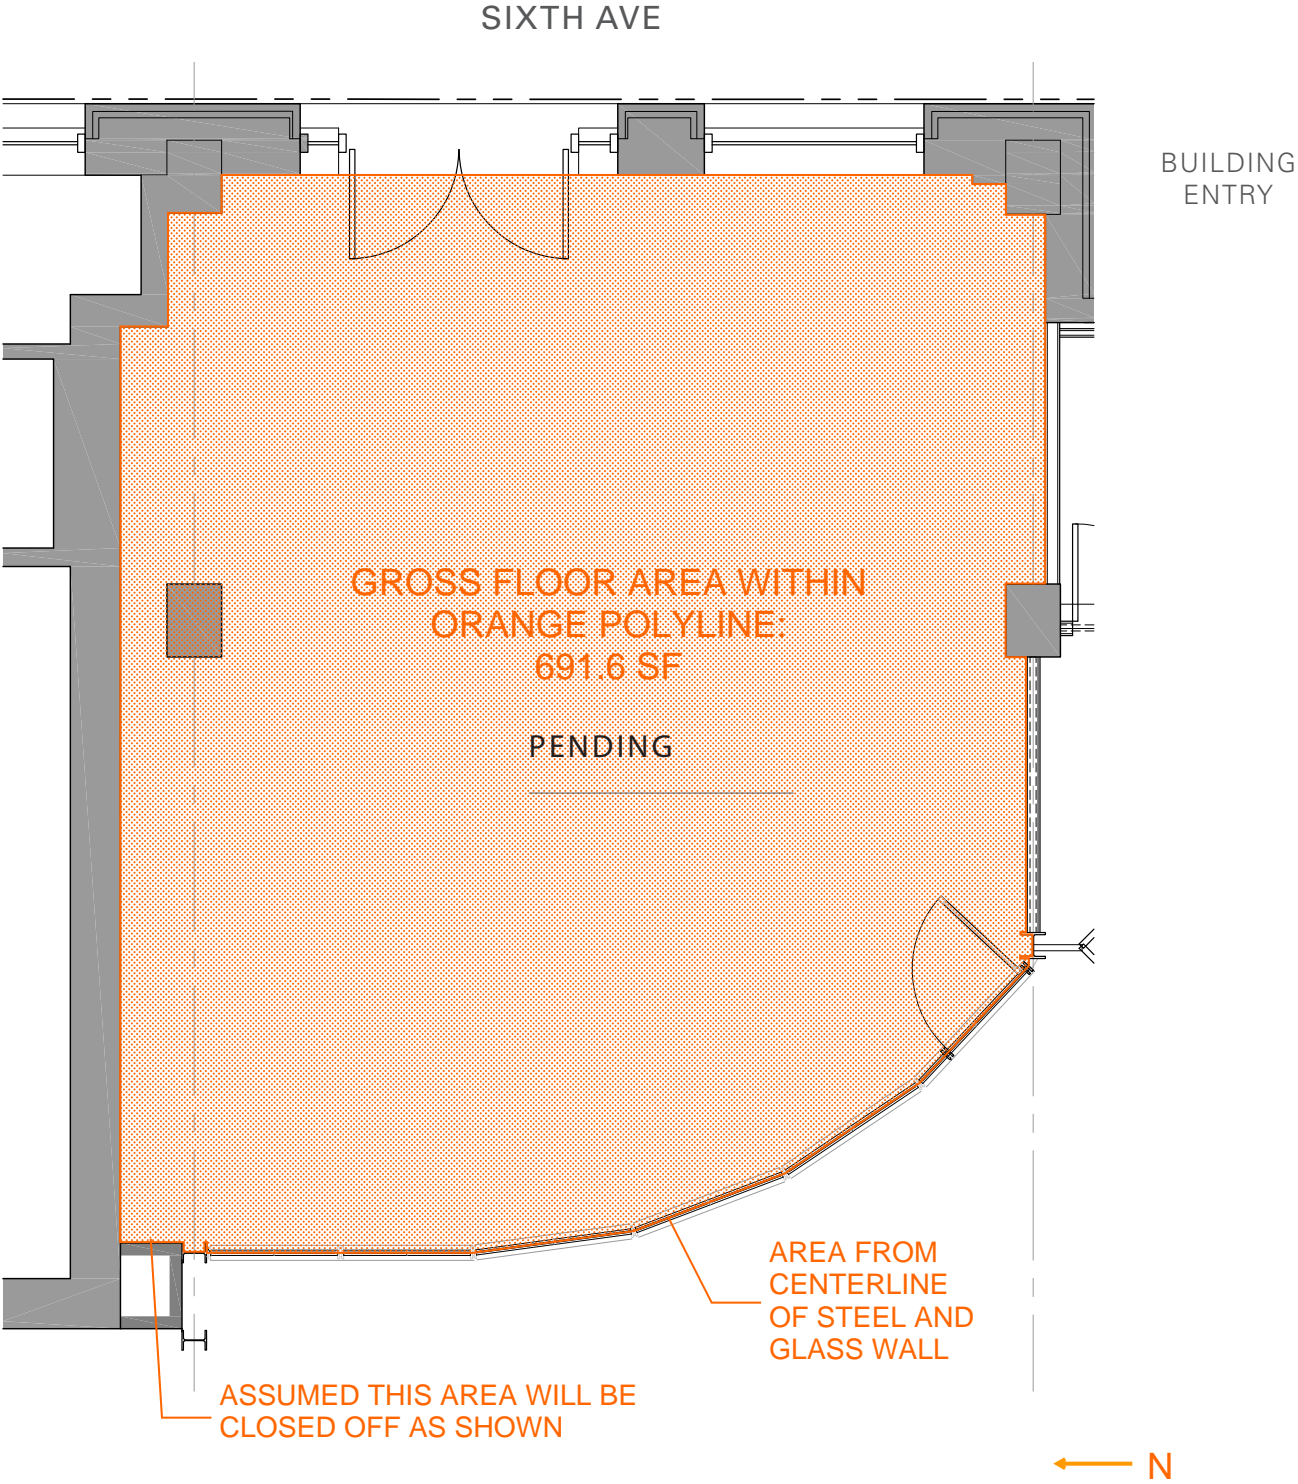 SIXTH AVE
BUILDING
ENTRY
GROSS FLOOR AREA WITHIN
ORANGE POLYLINE:
691.6 SF
PENDING
AREA FROM
CENTERLINE
OF STEEL AND
GLASS WALL
ASSUMED THIS AREA WILL BE
CLOSED OFF AS SHOWN
N